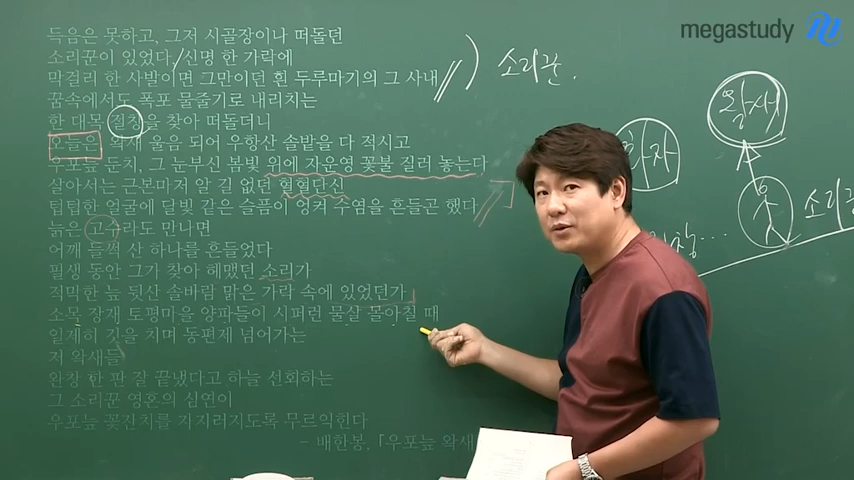 득음은 못하고, 그저 시골장이나 떠돌던
소리꾼이 있었다, 신명 한 가락에
막걸리 한 사발이면 그만이던 흰 두루마기의 그 사내
꿈속에서도 폭포 물줄기로 내리치는
한 대목 절창을 찾아 떠돌더니
오늘은 왁새 울음 되어 우항산 솔밭을 다 적시고
우포늪 둔치, 그 눈부신 봄빛 위에 자운영 꽃불 질러 놓는다
살아서는 근본마저 알 길 없던 혈혈단신
텁텁한 얼굴에 달빛 같은 슬픔이 엉켜 수염을 흔들곤 했다
늙은 고수라도 만나면
어깨 들썩 산 하나를 흔들었다
필생 동안 그가 찾아 헤맸던 소리가
적막한 늪 뒷산 솔바람 맑은 가락 속에 있었던가
소목 장재 토평마을 양파들이 시퍼런 물살 몰아칠 때
일제히 깃을 치며 동편제 넘어가는
저 왁새들
완창 한 판 잘 끝냈다고 하늘 선회하는
그 소리꾼 영혼의 심연이
우포늪 꽃잔치를 자지러지도록 무르익힌다
- 배한봉, 「우포늪 왁새
소리꾼.
화자
왁새
소리꾼
megastudy